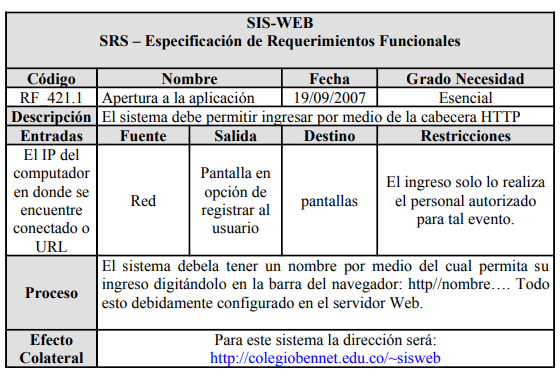 SIS-WEB
SRS – Especificación de Requerimientos Funcionales
Código Nombre Fecha Grado Necesidad
RF_421.1 Apertura a la aplicación 19/09/2007 Esencial
Descripción El sistema debe permitir ingresar por medio de la cabecera HTTP
Entradas Fuente Salida Destino Restricciones
El IP del
computador
en donde se
encuentre
conectado o
URL
Red
Pantalla en
opción de
registrar al
usuario
pantallas
El ingreso solo lo realiza
el personal autorizado
para tal evento.
Proceso
El sistema debela tener un nombre por medio del cual permita su
ingreso digitándolo en la barra del navegador: http//nombre…. Todo
esto debidamente configurado en el servidor Web.
Efecto
Colateral
Para este sistema la dirección será:
http://colegiobennet.edu.co/~sisweb